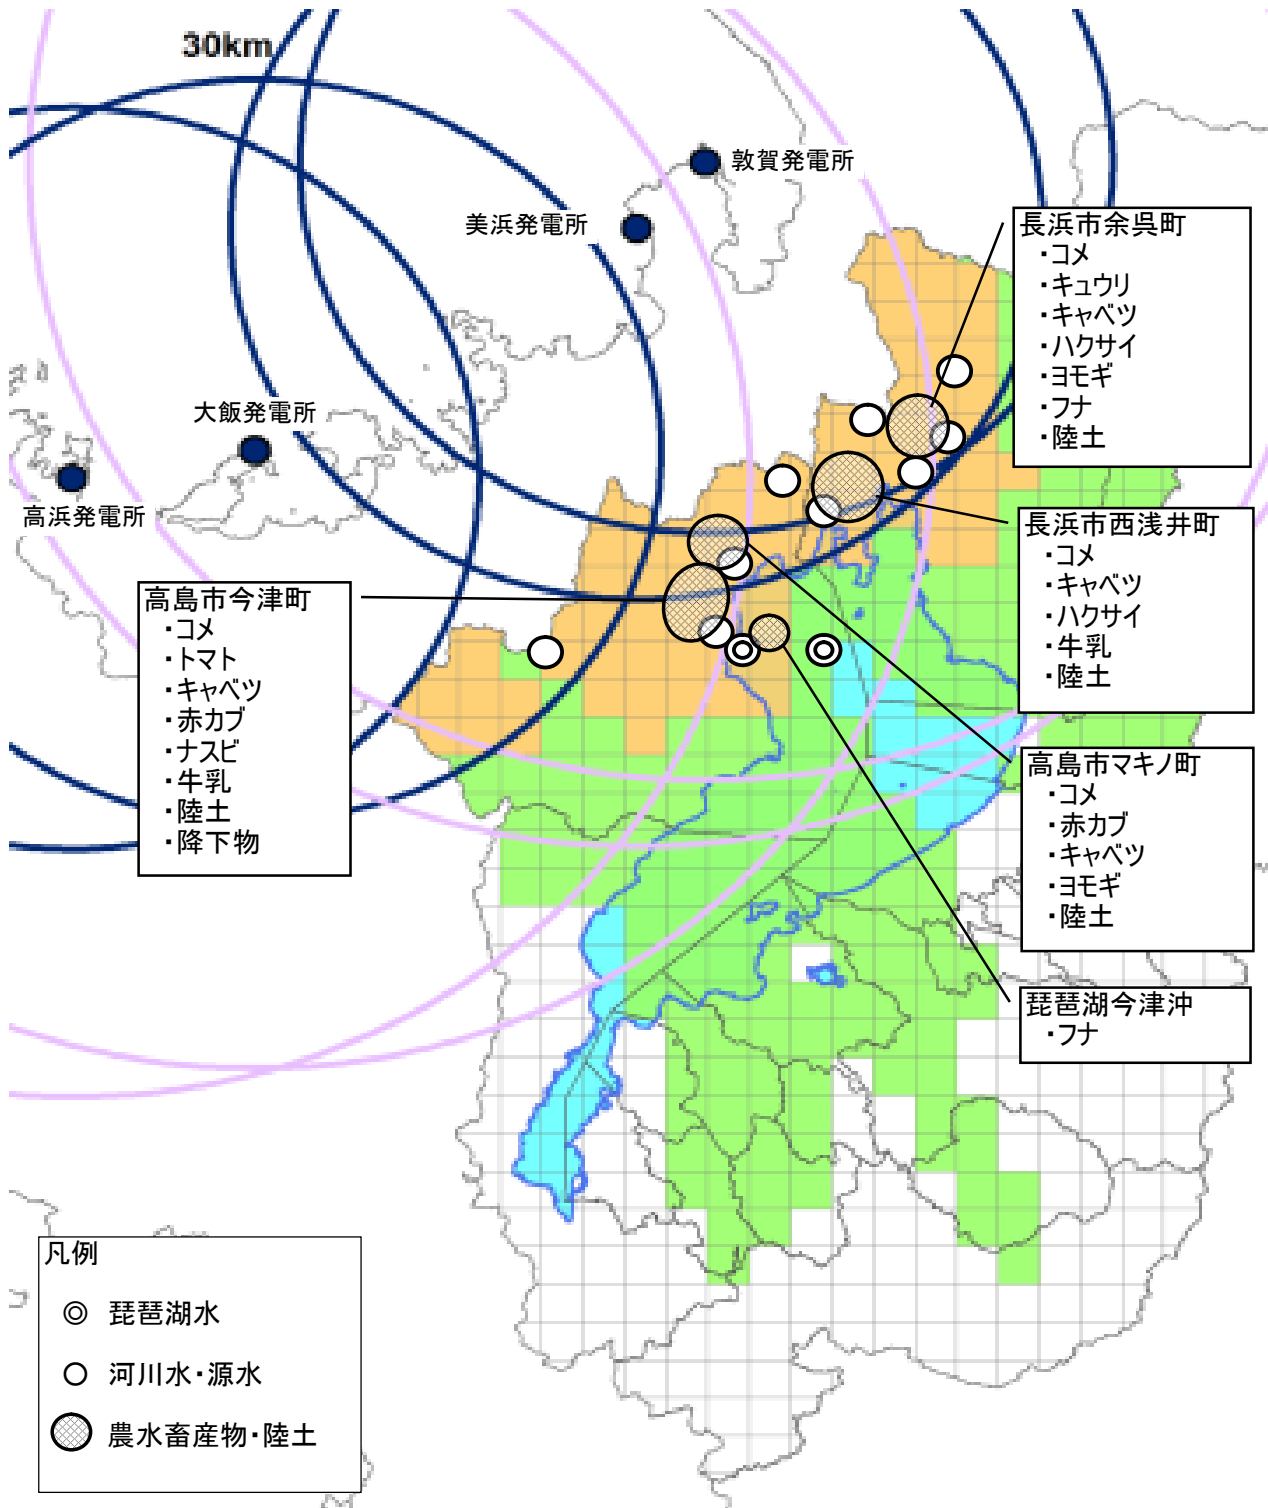 30km
敦賀発電所
美浜発電所
大飯発電所
高浜発電所
長浜市余呉町
・コメ
・キュウリ
・キャベツ
・ハクサイ
・ヨモギ
・フナ
・陸土
長浜市西浅井町
・コメ
・キャベツ
・ハクサイ
・牛乳
・陸土
高島市今津町
・コメ
・トマト
・キャベツ
・赤カブ
・ナスビ
・牛乳
・陸土
・降下物
高島市マキノ町
・コメ
・赤カブ
・キャベツ
・ヨモギ
・陸土
琵琶湖今津沖
・フナ
凡例
◎ 琵琶湖水
○ 河川水・源水
農水畜産物・陸土